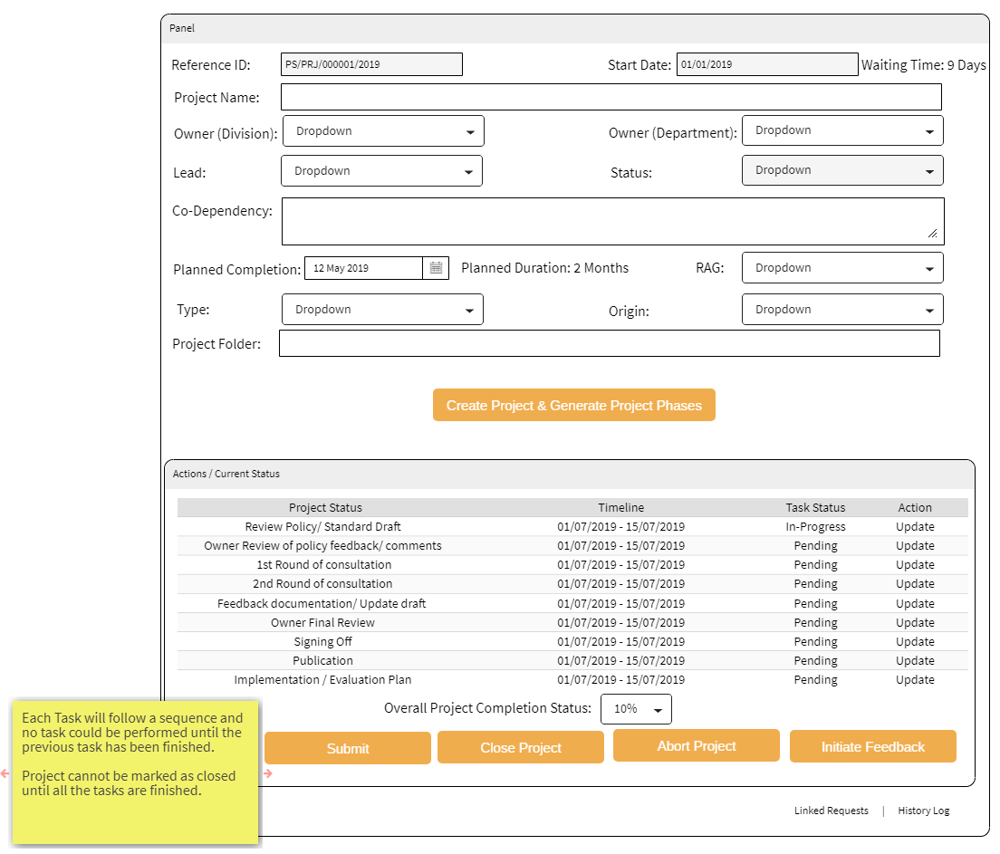 Panel
Reference ID: PS/PRJ/000001/2019 Start Date: 01/01/2019 Waiting Time: 9 Days
Project Name:
Owner (Division): Dropdown Owner (Department): Dropdown
Lead: Dropdown Status: Dropdown
Co-Dependency:
Planned Completion: 12 May 2019 Planned Duration: 2 Months RAG: Dropdown
Type: Dropdown Origin: Dropdown
Project Folder:
Create Project & Generate Project Phases
Actions / Current Status
Project Status Timeline Task Status Action
Review Policy/ Standard Draft 01/07/2019 - 15/07/2019 In-Progress Update
Owner Review of policy feedback/ comments 01/07/2019 - 15/07/2019 Pending Update
1st Round of consultation 01/07/2019 - 15/07/2019 Pending Update
2nd Round of consultation 01/07/2019 - 15/07/2019 Pending Update
Feedback documentation/ Update draft 01/07/2019 - 15/07/2019 Pending Update
Owner Final Review 01/07/2019 - 15/07/2019 Pending Update
Signing Off 01/07/2019 - 15/07/2019 Pending Update
Publication 01/07/2019 - 15/07/2019 Pending Update
Implementation / Evaluation Plan 01/07/2019 - 15/07/2019 Pending Update
Overall Project Completion Status: 10%
Submit Close Project Abort Project Initiate Feedback
Each Task will follow a sequence and
no task could be performed until the
previous task has been finished.
Project cannot be marked as closed
until all the tasks are finished.
Linked Requests | History Log